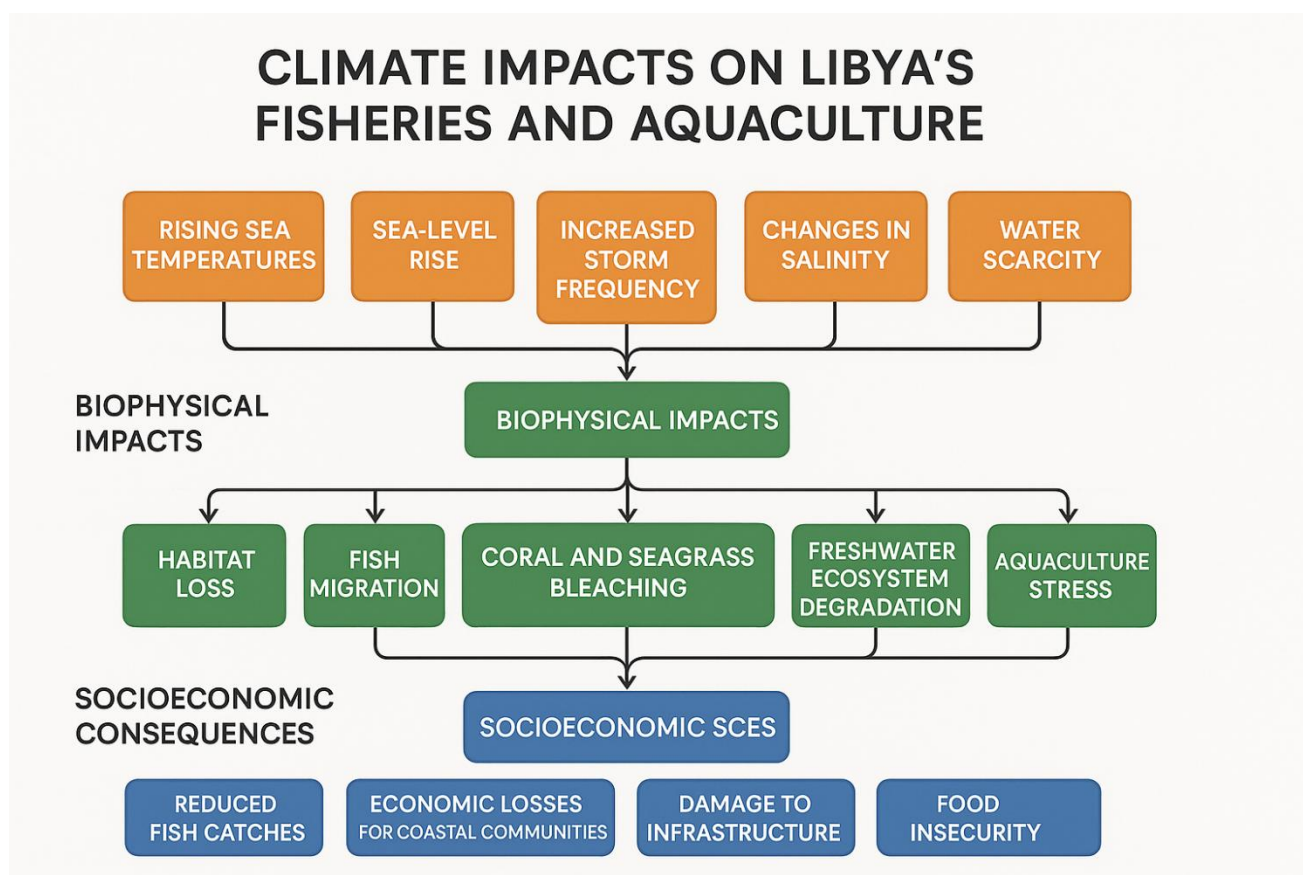 CLIMATE IMPACTS ON LIBYA'S
FISHERIES AND AQUACULTURE
RISING SEA
TEMPERATURES
SEA-LEVEL
RISE
INCREASED
STORM
FREQUENCY
CHANGES IN
SALINITY
WATER
SCARCITY
BIOPHYSICAL
IMPACTS
BIOPHYSICAL IMPACTS
HABITAT
LOSS
FISH
MIGRATION
CORAL AND SEAGRASS
BLEACHING
FRESHWATER
ECOSYSTEM
DEGRADATION
AQUACULTURE
STRESS
SOCIOECONOMIC
CONSEQUENCES
SOCIOECONOMIC SCES
REDUCED
FISH CATCHES
ECONOMIC LOSSES
FOR COASTAL COMMUNITIES
DAMAGE TO
INFRASTRUCTURE
FOOD
INSECURITY